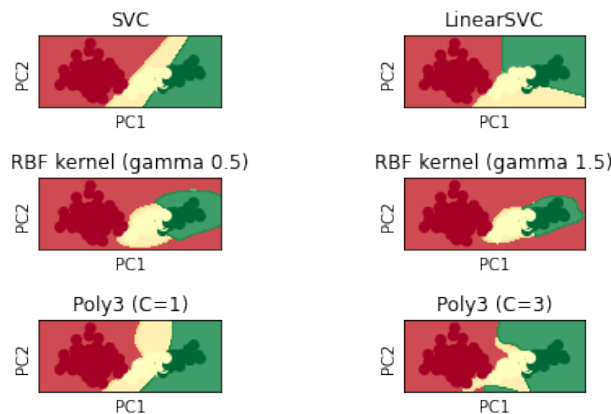 SVC
LinearSVC
PC2
PC2
PC1
PC1
RBF kernel (gamma 0.5)
RBF kernel (gamma 1.5)
PC2
PC2
PC1
PC1
Poly3 (C=1)
Poly3 (C=3)
PC2
PC2
PC1
PC1